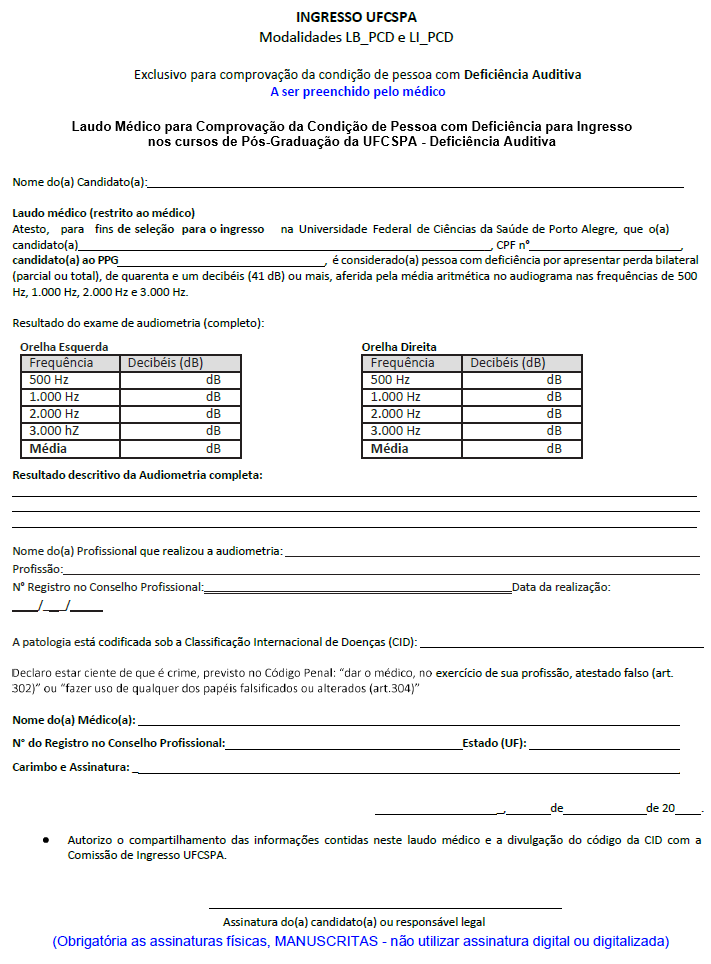 INGRESSO UFCSPA
Modalidades LB_PCD e LI_PCD
Exclusivo para comprovação da condição de pessoa com Deficiência Auditiva
A ser preenchido pelo médico
Laudo Médico para Comprovação da Condição de Pessoa com Deficiência para Ingresso
nos cursos de Pós-Graduação da UFCSPA - Deficiência Auditiva
Nome do(a) Candidato(a):
Laudo médico (restrito ao médico)
Atesto, para fins de seleção para o ingresso na Universidade Federal de Ciências da Saúde de Porto Alegre, que o(a)
candidato(a)____, CPF n°____,
candidato(a) ao PPG____, é considerado(a) pessoa com deficiência por apresentar perda bilateral
(parcial ou total), de quarenta e um decibéis (41 dB) ou mais, aferida pela média aritmética no audiograma nas frequências de 500
Hz, 1.000 Hz, 2.000 Hz e 3.000 Hz.
Resultado do exame de audiometria (completo):
Orelha Esquerda Orelha Direita
Frequência Decibéis (dB) Frequência Decibéis (dB)
500 Hz dB 500 Hz dB
1.000 Hz dB 1.000 Hz dB
2.000 Hz dB 2.000 Hz dB
3.000 hZ dB 3.000 Hz dB
Média dB Média dB
Resultado descritivo da Audiometria completa:
Nome do(a) Profissional que realizou a audiometria:
Profissão:
N° Registro no Conselho Profissional:____Data da realização:
____/___/_____
A patologia está codificada sob a Classificação Internacional de Doenças (CID):
Declaro estar ciente de que é crime, previsto no Código Penal: “dar o médico, no exercício de sua profissão, atestado falso (art.
302)” ou “fazer uso de qualquer dos papéis falsificados ou alterados (art.304)”
Nome do(a) Médico(a):
N° do Registro no Conselho Profissional:____Estado (UF):
Carimbo e Assinatura:
____,____de____de 20____.
● Autorizo o compartilhamento das informações contidas neste laudo médico e a divulgação do código da CID com a
Comissão de Ingresso UFCSPA.
Assinatura do(a) candidato(a) ou responsável legal
(Obrigatória as assinaturas físicas, MANUSCRITAS - não utilizar assinatura digital ou digitalizada)